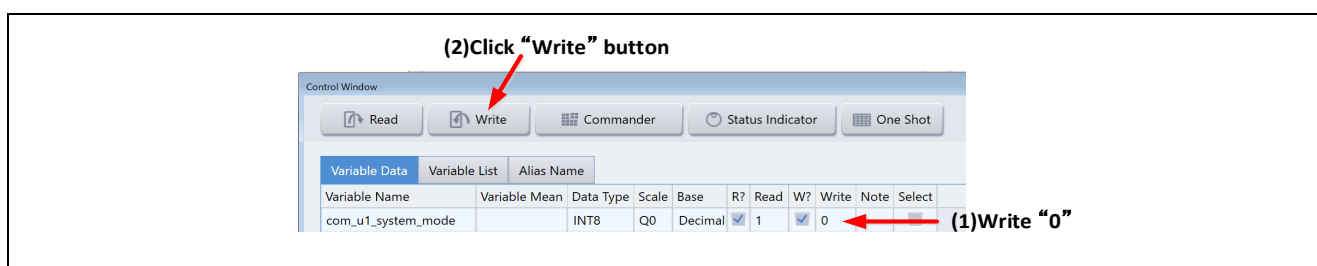 (2)Click “Write” button
Control Window
Read Write Commander Status Indicator One Shot
Variable Data Variable List Alias Name
Variable Name Variable Mean Data Type Scale Base R? Read W? Write Note Select
com_u1_system_mode INT8 Q0 Decimal 1 0
(1)Write “0”